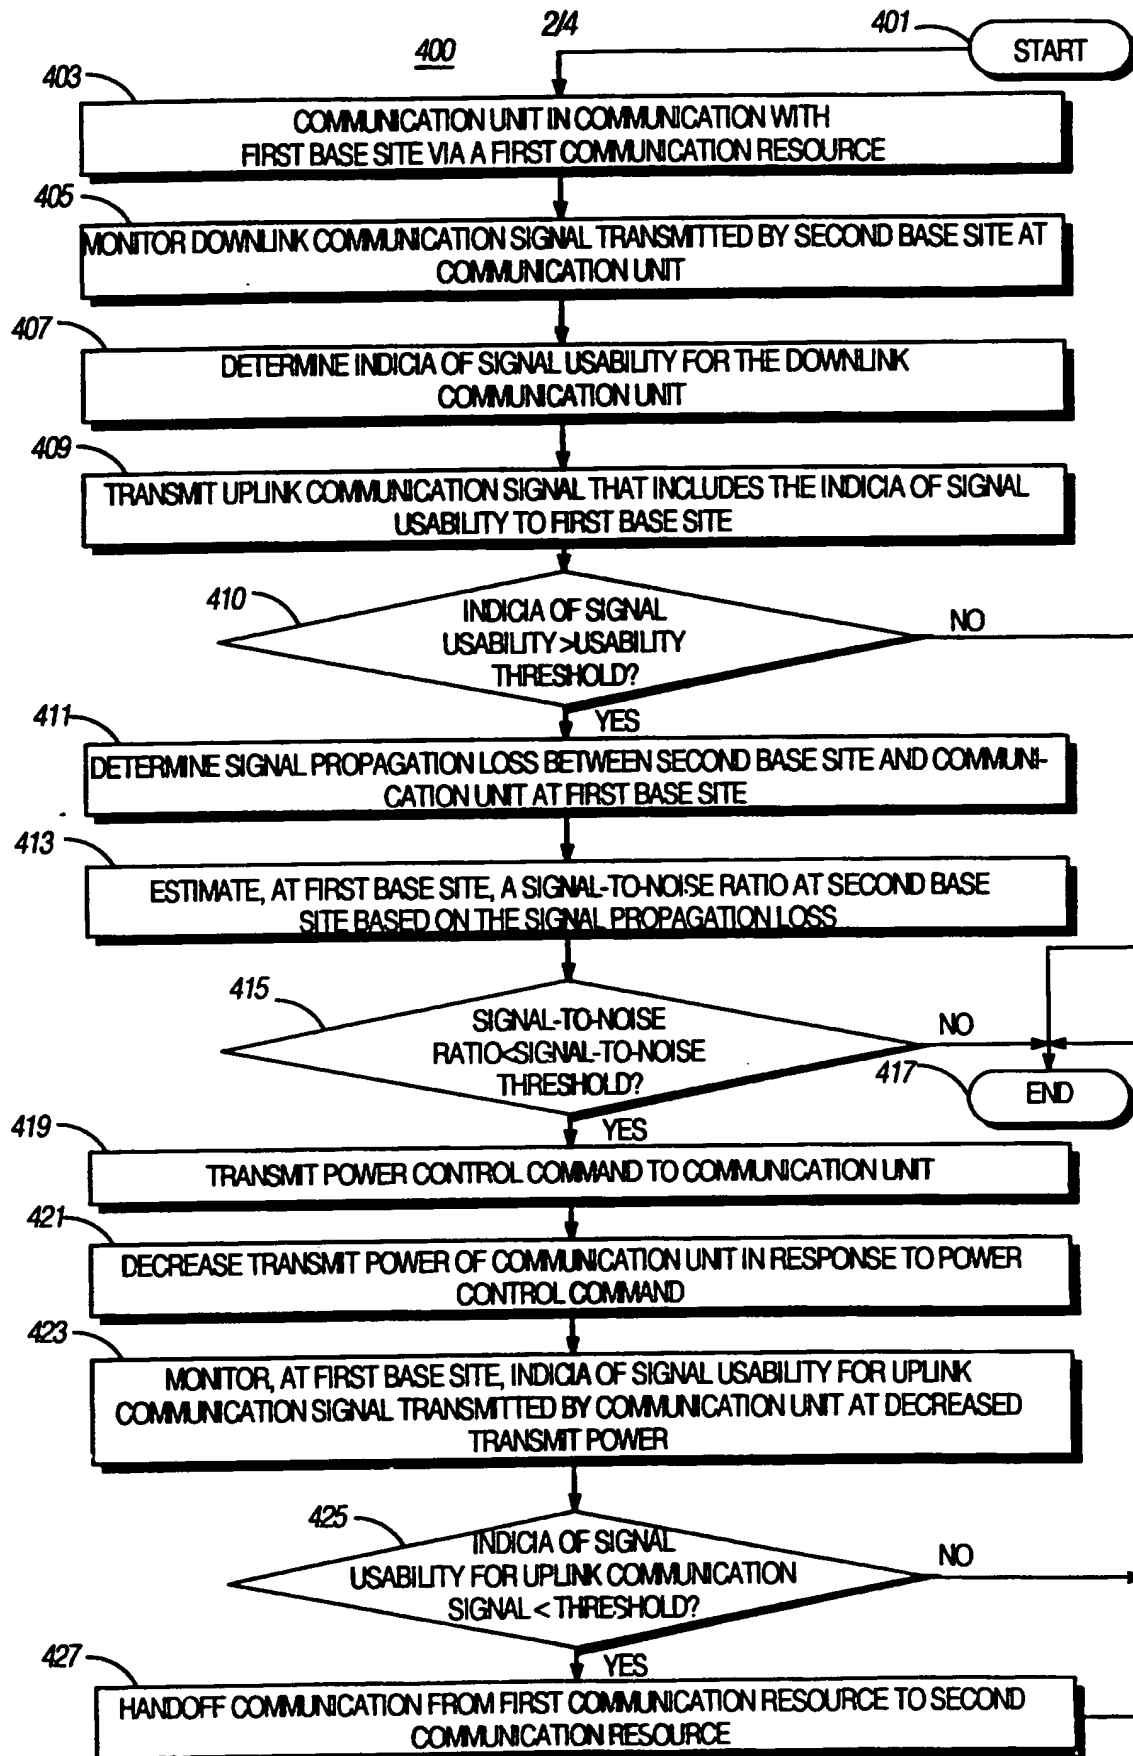 2/4
401
400
START
403
COMMUNICATION UNIT IN COMMUNICATION WITH
FIRST BASE SITE VIA A FIRST COMMUNICATION RESOURCE
405
MONITOR DOWNLINK COMMUNICATION SIGNAL TRANSMITTED BY SECOND BASE SITE AT
COMMUNICATION UNIT
407
DETERMINE INDICIA OF SIGNAL USABILITY FOR THE DOWNLINK
COMMUNICATION UNIT
409
TRANSMIT UPLINK COMMUNICATION SIGNAL THAT INCLUDES THE INDICIA OF SIGNAL
USABILITY TO FIRST BASE SITE
410
INDICIA OF SIGNAL
USABILITY >USABILITY
THRESHOLD?
NO
YES
411
DETERMINE SIGNAL PROPAGATION LOSS BETWEEN SECOND BASE SITE AND COMMUNI-
CATION UNIT AT FIRST BASE SITE
413
ESTIMATE, AT FIRST BASE SITE, A SIGNAL-TO-NOISE RATIO AT SECOND BASE
SITE BASED ON THE SIGNAL PROPAGATION LOSS
415
SIGNAL-TO-NOISE
RATIO<SIGNAL-TO-NOISE
THRESHOLD?
NO
417
END
YES
419
TRANSMIT POWER CONTROL COMMAND TO COMMUNICATION UNIT
421
DECREASE TRANSMIT POWER OF COMMUNICATION UNIT IN RESPONSE TO POWER
CONTROL COMMAND
423
MONITOR, AT FIRST BASE SITE, INDICIA OF SIGNAL USABILITY FOR UPLINK
COMMUNICATION SIGNAL TRANSMITTED BY COMMUNICATION UNIT AT DECREASED
TRANSMIT POWER
425
INDICIA OF SIGNAL
USABILITY FOR UPLINK COMMUNICATION
SIGNAL < THRESHOLD?
NO
YES
427
HANDOFF COMMUNICATION FROM FIRST COMMUNICATION RESOURCE TO SECOND
COMMUNICATION RESOURCE